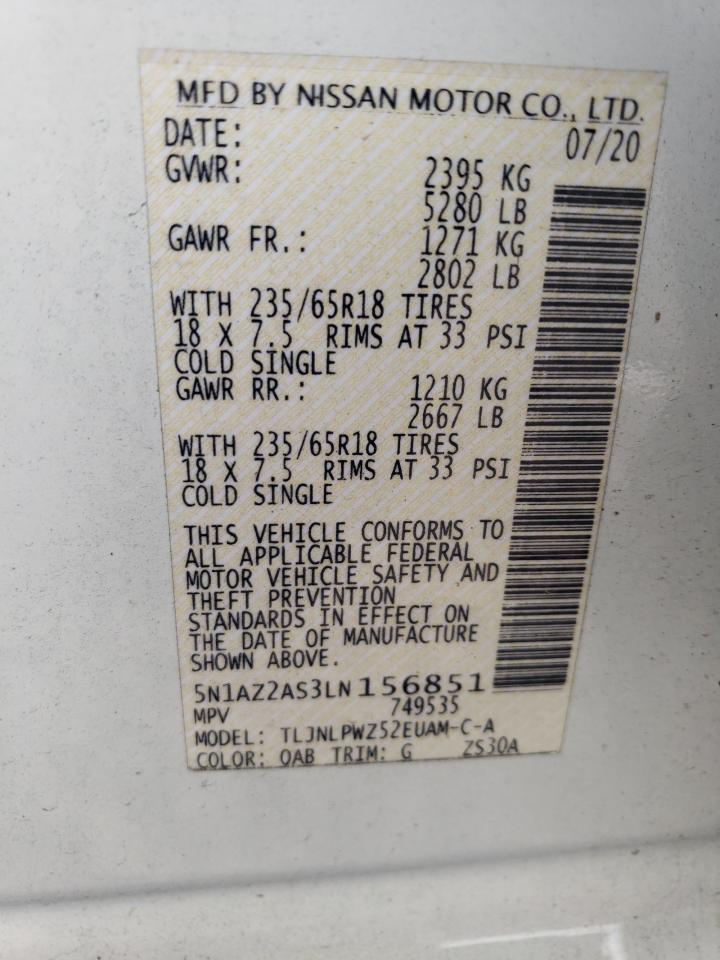 MFD BY NISSAN MOTOR CO., LTD.
DATE: 07/20
GVWR: 2395 KG
5280 LB
GAWR FR.: 1271 KG
2802 LB
WITH 235/65R18 TIRES
18 X 7.5 RIMS AT 33 PSI
COLD SINGLE
GAWR RR.: 1210 KG
2667 LB
WITH 235/65R18 TIRES
18 X 7.5 RIMS AT 33 PSI
COLD SINGLE
THIS VEHICLE CONFORMS TO
ALL APPLICABLE FEDERAL
MOTOR VEHICLE SAFETY AND
THEFT PREVENTION
STANDARDS IN EFFECT ON
THE DATE OF MANUFACTURE
SHOWN ABOVE.
5N1AZ2AS3LN156851
MPV 749535
MODEL: TLJNLPWZ52EUAM-C-A
COLOR: QAB TRIM: G ZS30A